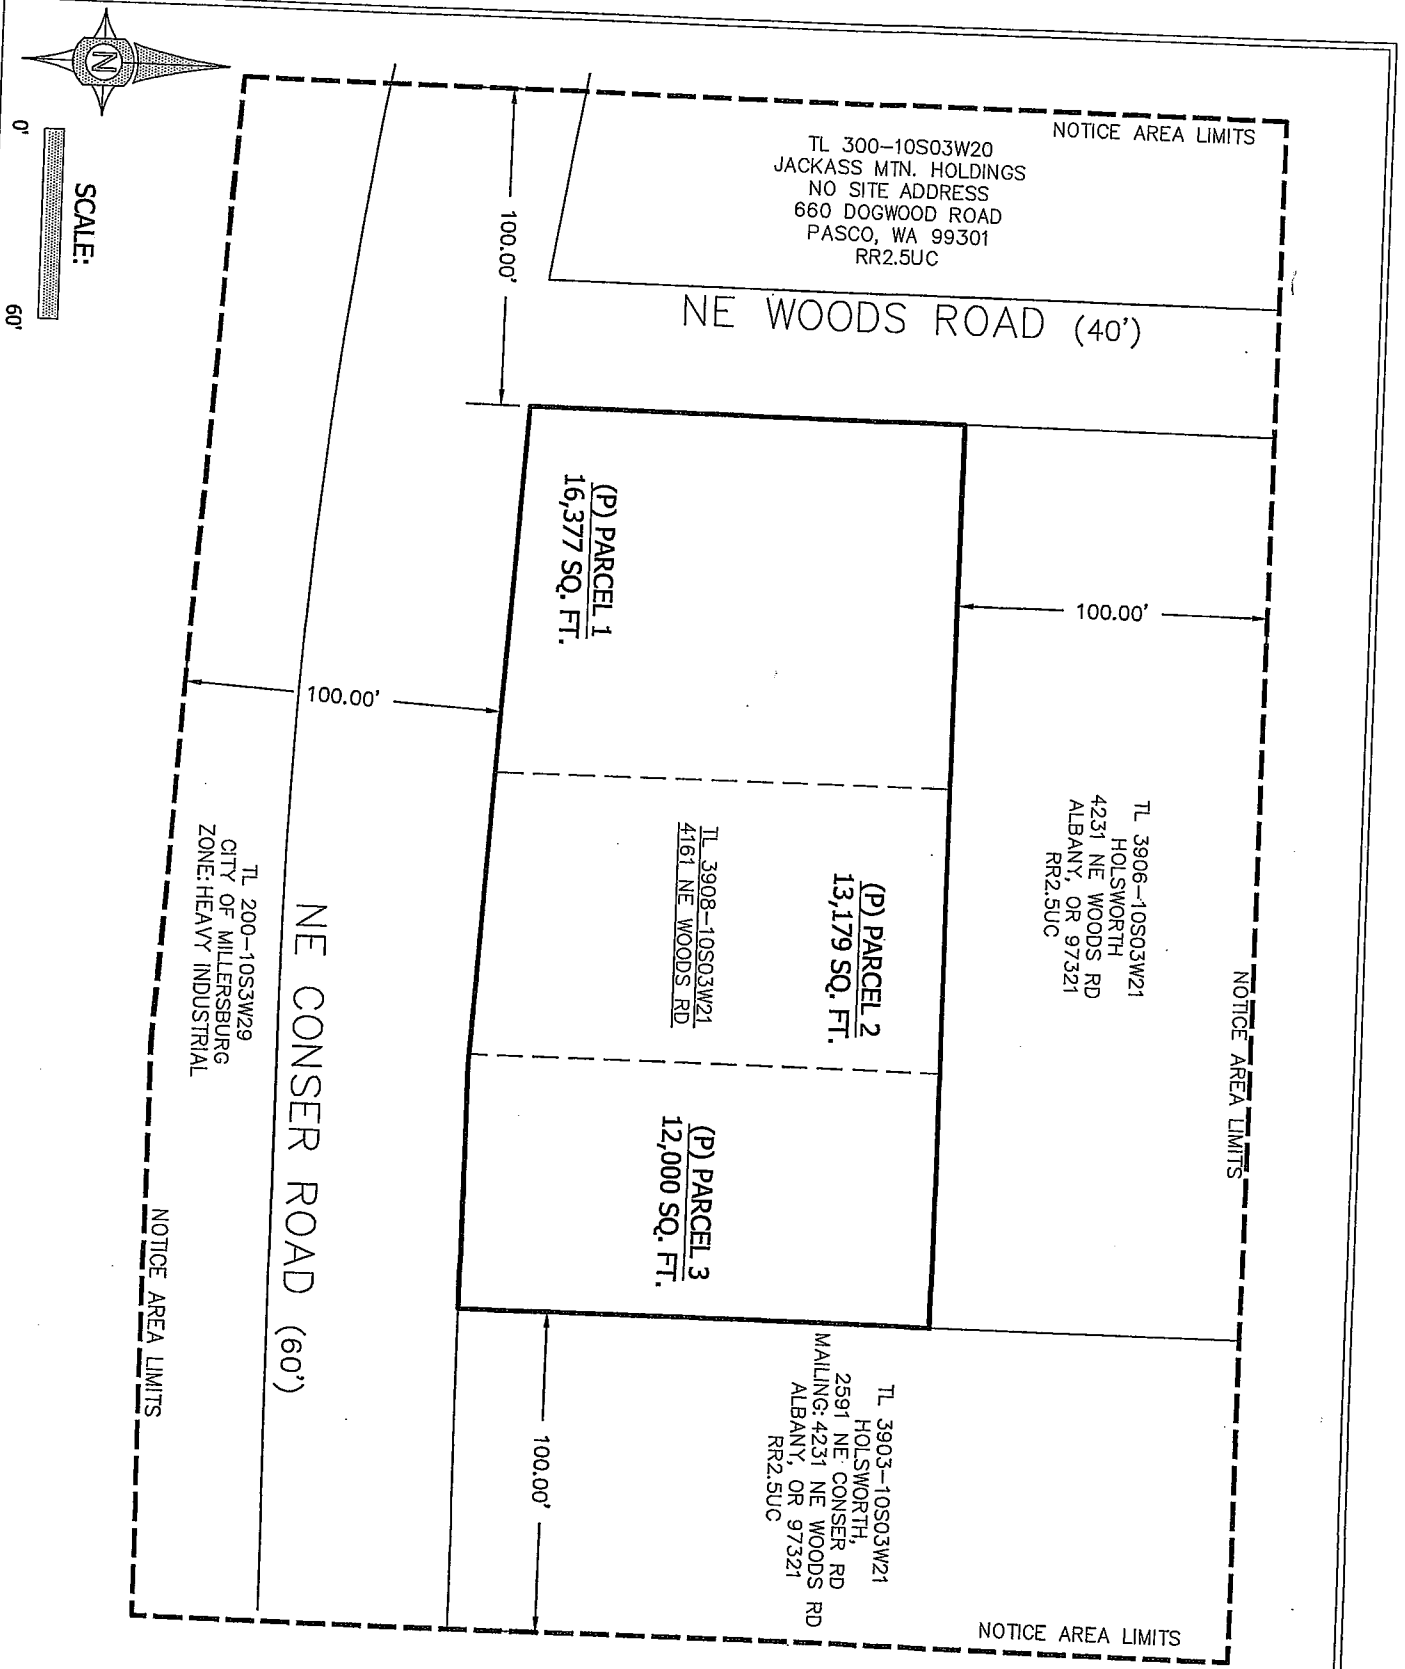 NOTICE AREA LIMITS
TL 300-10S03W20
JACKASS MTN. HOLDINGS
NO SITE ADDRESS
660 DOGWOOD ROAD
PASCO, WA 99301
RR2.5UC
NE WOODS ROAD (40')
100.00'
N
SCALE:
0'
60'
(P) PARCEL 1
16,377 SQ. FT.
100.00'
100.00'
TL 3906-10S03W21
HOLSWORTH
4231 NE WOODS RD
ALBANY, OR 97321
RR2.5UC
NOTICE AREA LIMITS
(P) PARCEL 2
13,179 SQ. FT.
TL 3908-10S03W21
4161 NE WOODS RD
TL 200-10S3W29
CITY OF MILLERSBURG
ZONE: HEAVY INDUSTRIAL
NE CONSER ROAD (60')
(P) PARCEL 3
12,000 SQ. FT.
NOTICE AREA LIMITS
TL 3903-10S03W21
HOLSWORTH,
2591 NE CONSER RD
MAILING: 4231 NE WOODS RD
ALBANY, OR 97321
RR2.5UC
100.00'
NOTICE AREA LIMITS